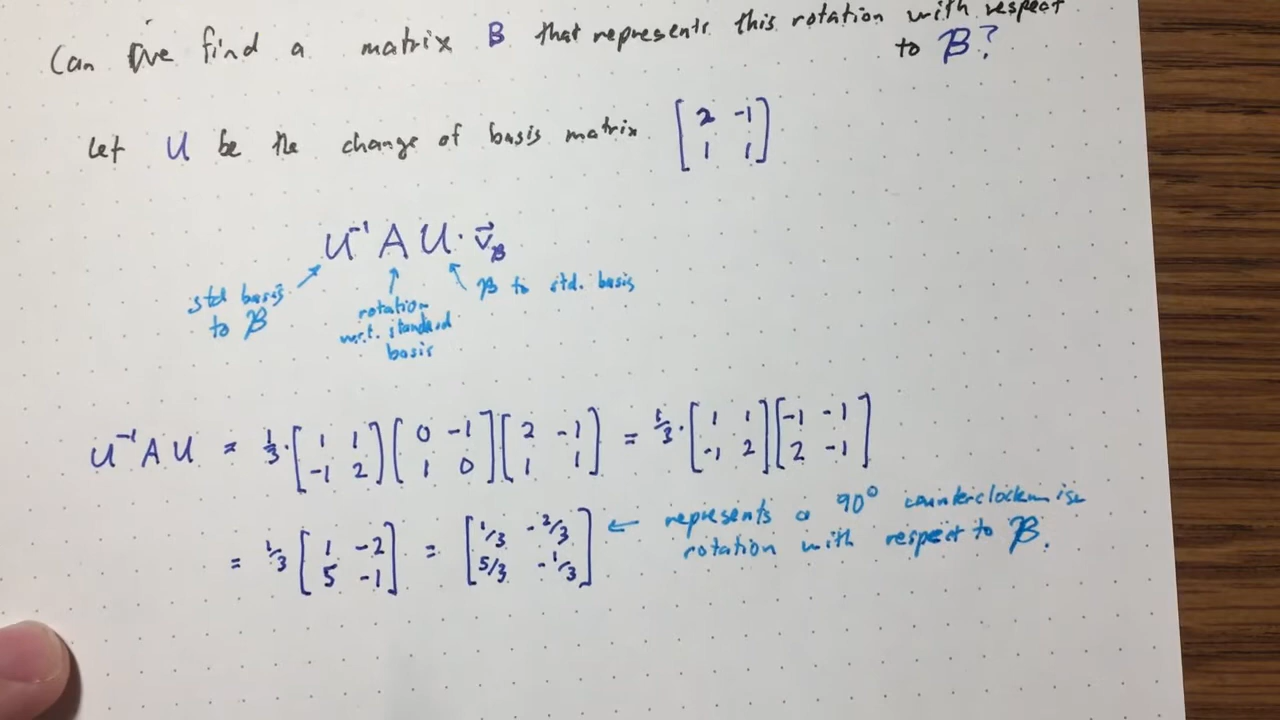 Can we find a matrix B that represents this rotation with respect
to ℬ?
Let U be the change of basis matrix [2 -1; 1 1]
U⁻¹ A U · v⃗_ℬ
std basis
to ℬ
rotation
w.r.t. standard
basis
ℬ to std. basis
U⁻¹ A U = 1/3 · [1 1; -1 2] [0 -1; 1 0] [2 -1; 1 1] = 1/3 · [1 1; -1 2] [-1 -1; 2 -1]
= 1/3 [1 -2; 5 -1] = [1/3 -2/3; 5/3 -1/3] ← represents a 90° counterclockwise
rotation with respect to ℬ.